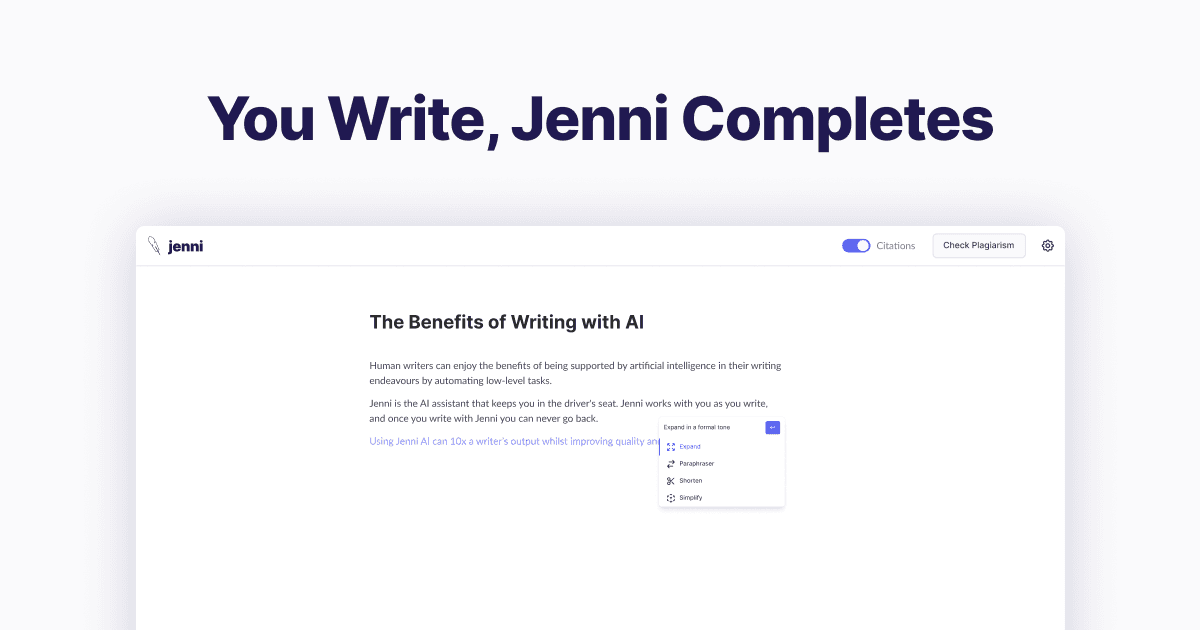 You Write, Jenni Completes
jenni
Citations
Check Plagiarism
The Benefits of Writing with AI
Human writers can enjoy the benefits of being supported by artificial intelligence in their writing
endeavours by automating low-level tasks.
Jenni is the AI assistant that keeps you in the driver's seat. Jenni works with you as you write,
and once you write with Jenni you can never go back.
Using Jenni AI can 10x a writer's output whilst improving quality and
Expand in a formal tone
Expand
Paraphraser
Shorten
Simplify